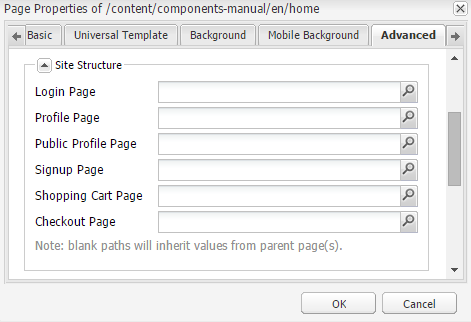 Page Properties of /content/components-manual/en/home
Basic Universal Template Background Mobile Background Advanced
Site Structure
Login Page
Profile Page
Public Profile Page
Signup Page
Shopping Cart Page
Checkout Page
Note: blank paths will inherit values from parent page(s).
OK Cancel